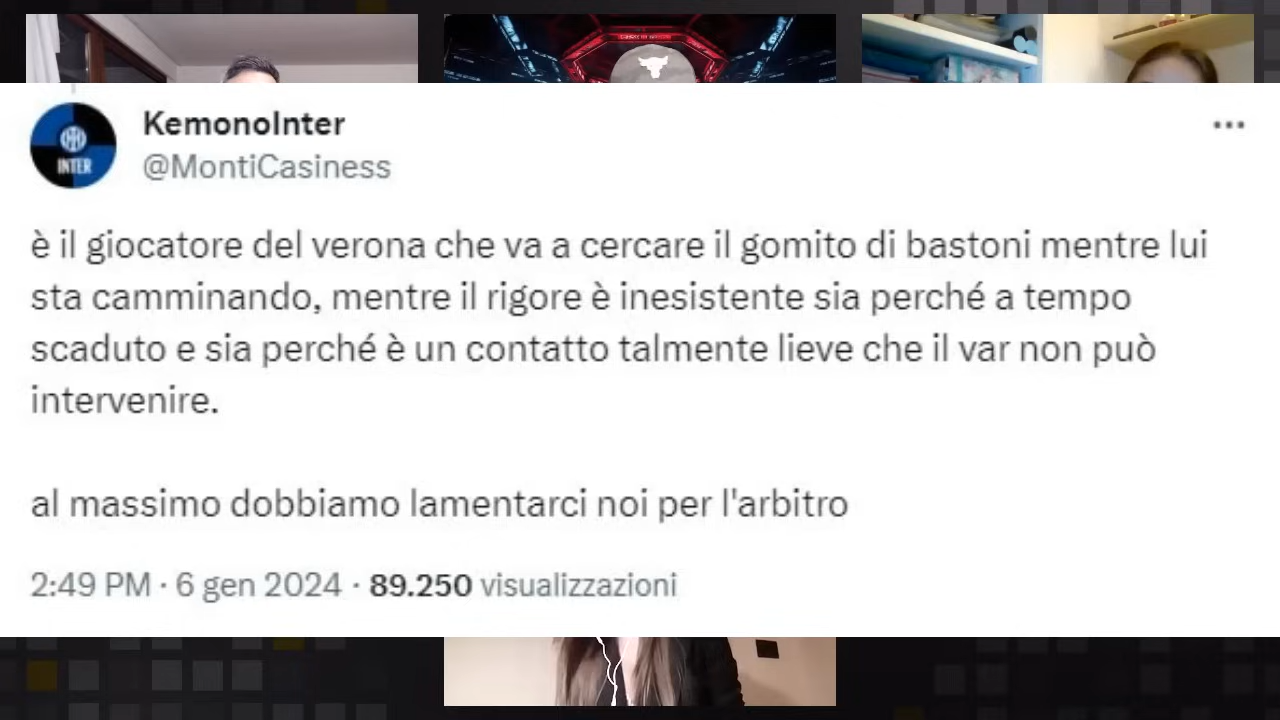 KemonoInter
@MontiCasiness
INTER
è il giocatore del verona che va a cercare il gomito di bastoni mentre lui
sta camminando, mentre il rigore è inesistente sia perché a tempo
scaduto e sia perché è un contatto talmente lieve che il var non può
intervenire.
al massimo dobbiamo lamentarci noi per l'arbitro
2:49 PM · 6 gen 2024 · 89.250 visualizzazioni